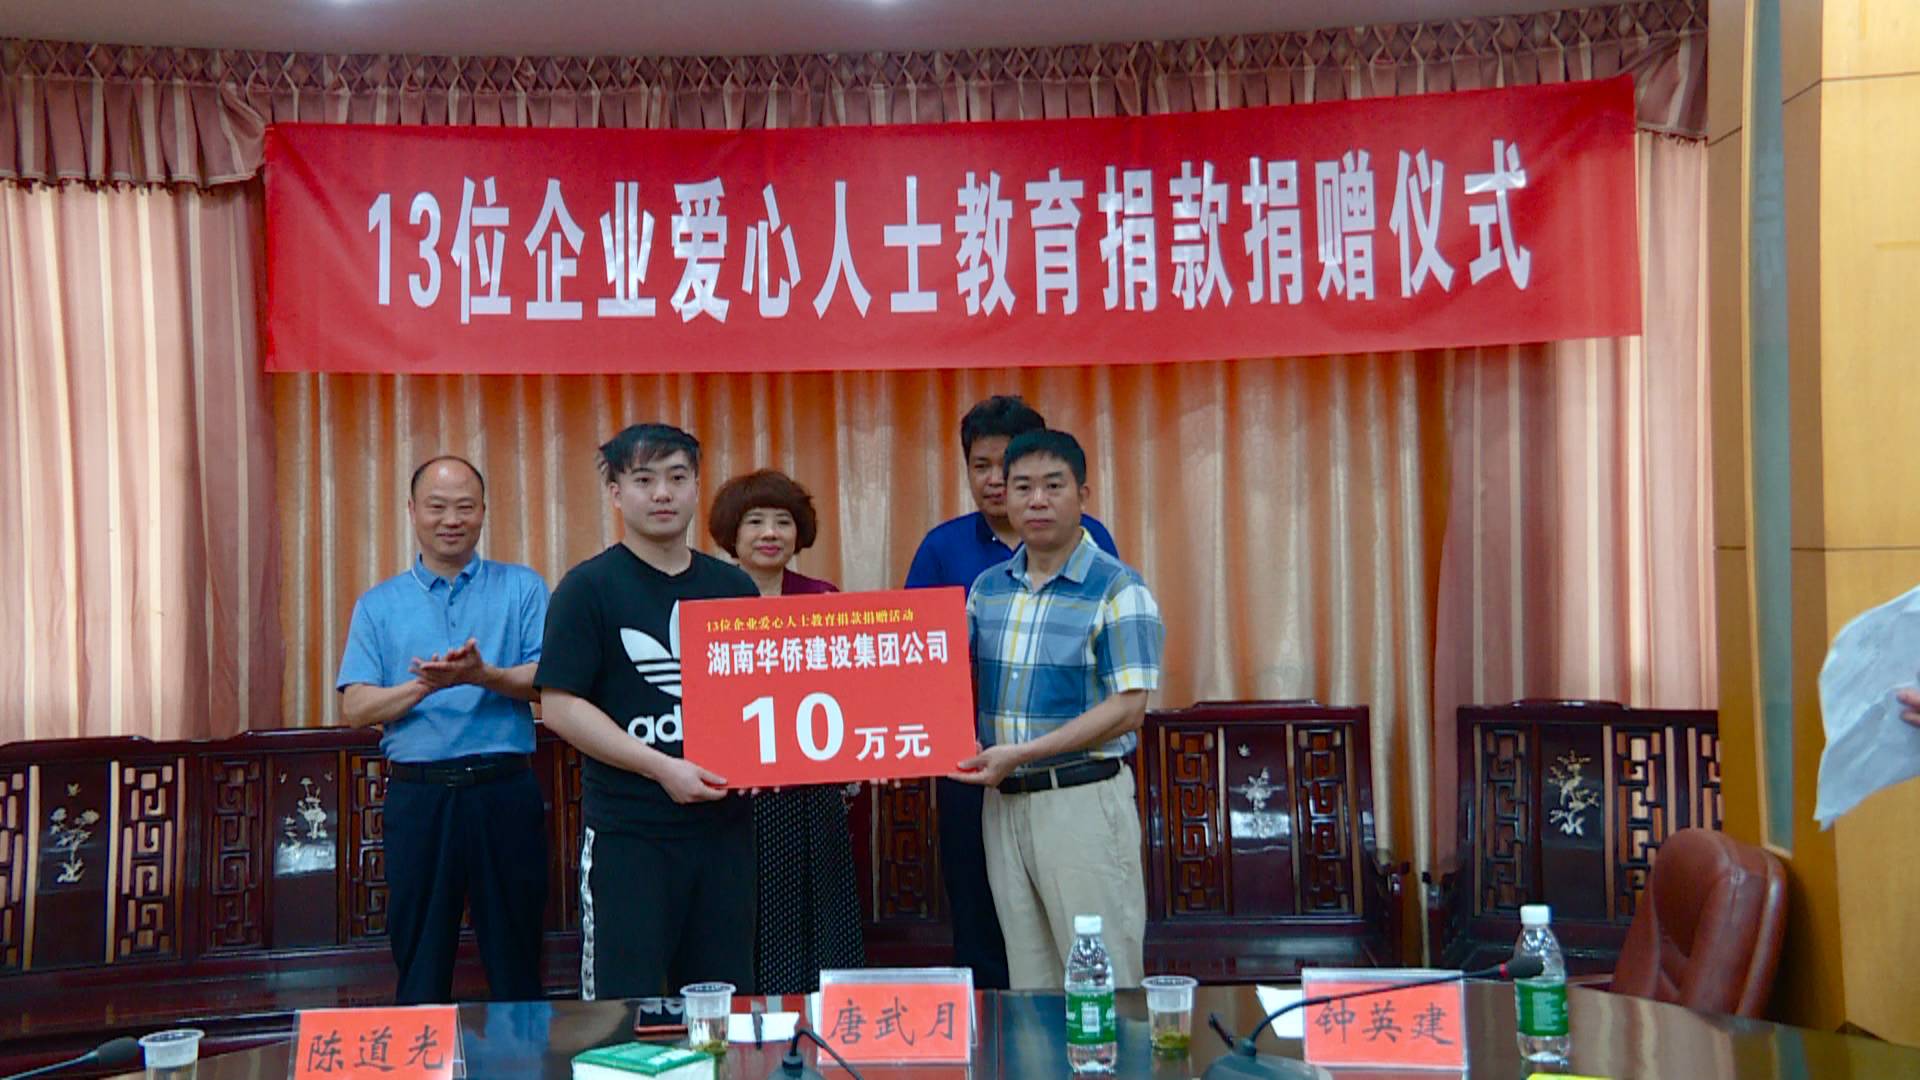 13位企业爱心人士教育捐款捐赠仪式
13位企业爱心人士教育捐款捐赠活动
湖南华侨建设集团公司
10万元
ad
陈道光
唐武月
钟英建